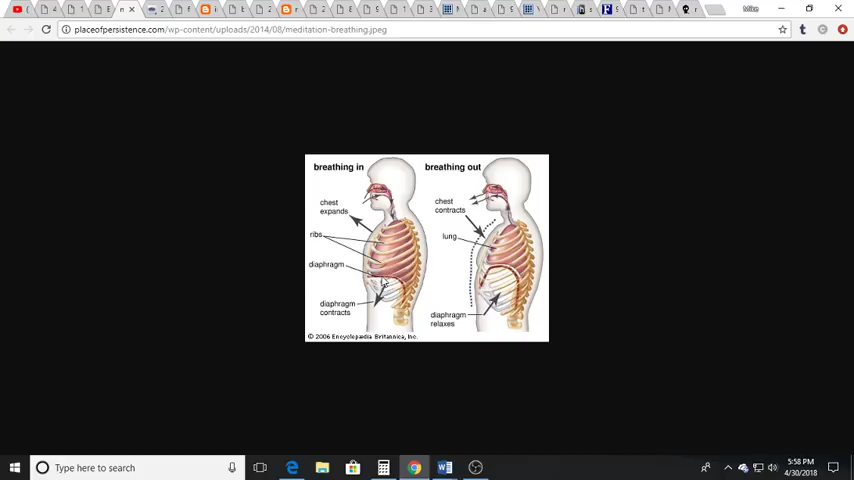 Mike
placeofpersistence.com/wp-content/uploads/2014/08/meditation-breathing.jpeg
breathing in
breathing out
chest
expands
ribs
diaphragm
diaphragm
contracts
chest
contracts
lung
diaphragm
relaxes
© 2006 Encyclopædia Britannica, Inc.
Type here to search
5:58 PM
4/30/2018